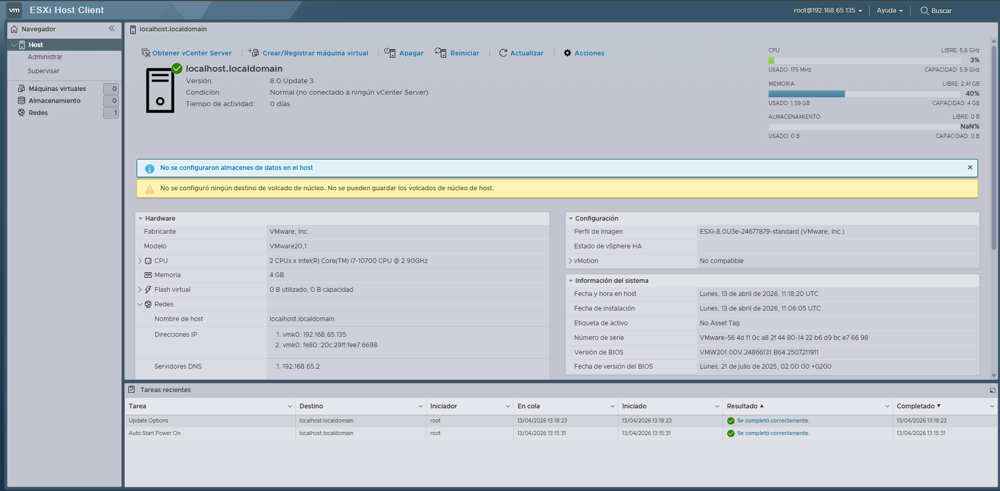 vm ESXi Host Client
root@192.168.65.135 Ayuda Buscar
Navegador
Host
Administrar
Supervisar
Máquinas virtuales 0
Almacenamiento 0
Redes 1
localhost.localdomain
Obtener vCenter Server Crear/Registrar máquina virtual Apagar Reiniciar Actualizar Acciones
localhost.localdomain
Versión: 8.0 Update 3
Condiciòn: Normal (no conectado a ningún vCenter Server)
Tiempo de actividad: 0 días
CPU LIBRE: 5,6 GHz
3%
USADO: 175 MHz CAPACIDAD: 5,8 GHz
MEMORIA LIBRE: 2,41 GB
40%
USADO: 1,59 GB CAPACIDAD: 4 GB
ALMACENAMIENTO LIBRE: 0 B
NaN%
USADO: 0 B CAPACIDAD: 0 B
No se configuraron almacenes de datos en el host
No se configuró ningún destino de volcado de núcleo. No se pueden guardar los volcados de núcleo de host.
Hardware
Fabricante VMware, Inc.
Modelo VMware20,1
CPU 2 CPUs x Intel(R) Core(TM) i7-10700 CPU @ 2.90GHz
Memoria 4 GB
Flash virtual 0 B utilizado, 0 B capacidad
Redes
Nombre de host localhost.localdomain
Direcciones IP 1. vmk0: 192.168.65.135
2. vmk0: fe80::20c:29ff:fee7:6698
Servidores DNS 1. 192.168.65.2
Configuración
Perfil de imagen ESXi-8.0U3e-24677879-standard (VMware, Inc.)
Estado de vSphere HA
vMotion No compatible
Información del sistema
Fecha y hora en host Lunes, 13 de abril de 2026, 11:18:20 UTC
Fecha de instalación Lunes, 13 de abril de 2026, 11:06:05 UTC
Etiqueta de activo No Asset Tag
Número de serie VMware-56 4d f1 0c a8 2f 44 80-14 22 b6 d9 bc e7 66 98
Versión de BIOS VMW201.00V.24866131.B64.2507211911
Fecha de versión del BIOS Lunes, 21 de julio de 2025, 02:00:00 +0200
Tareas recientes
Tarea Destino Iniciador En cola Iniciado Resultado Completado
Update Options localhost.localdomain root 13/04/2026 13:18:23 13/04/2026 13:18:23 Se completó correctamente. 13/04/2026 13:18:23
Auto Start Power On localhost.localdomain root 13/04/2026 13:15:31 13/04/2026 13:15:31 Se completó correctamente. 13/04/2026 13:15:31